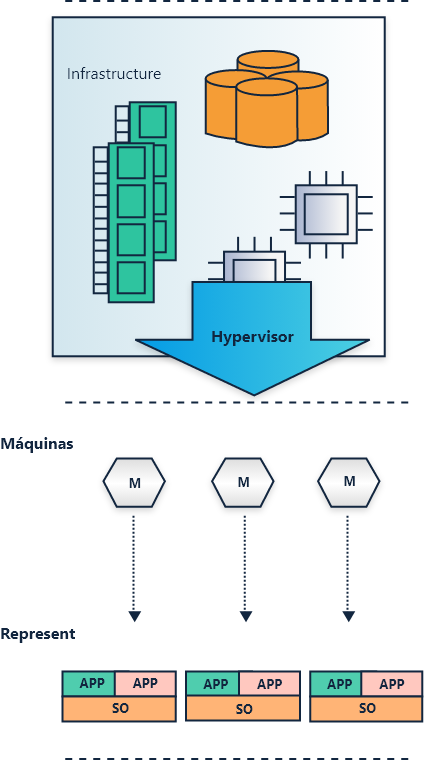 Infrastructure
Hypervisor
Máquinas
M M M
Represent
APP APP APP APP APP APP
SO SO SO